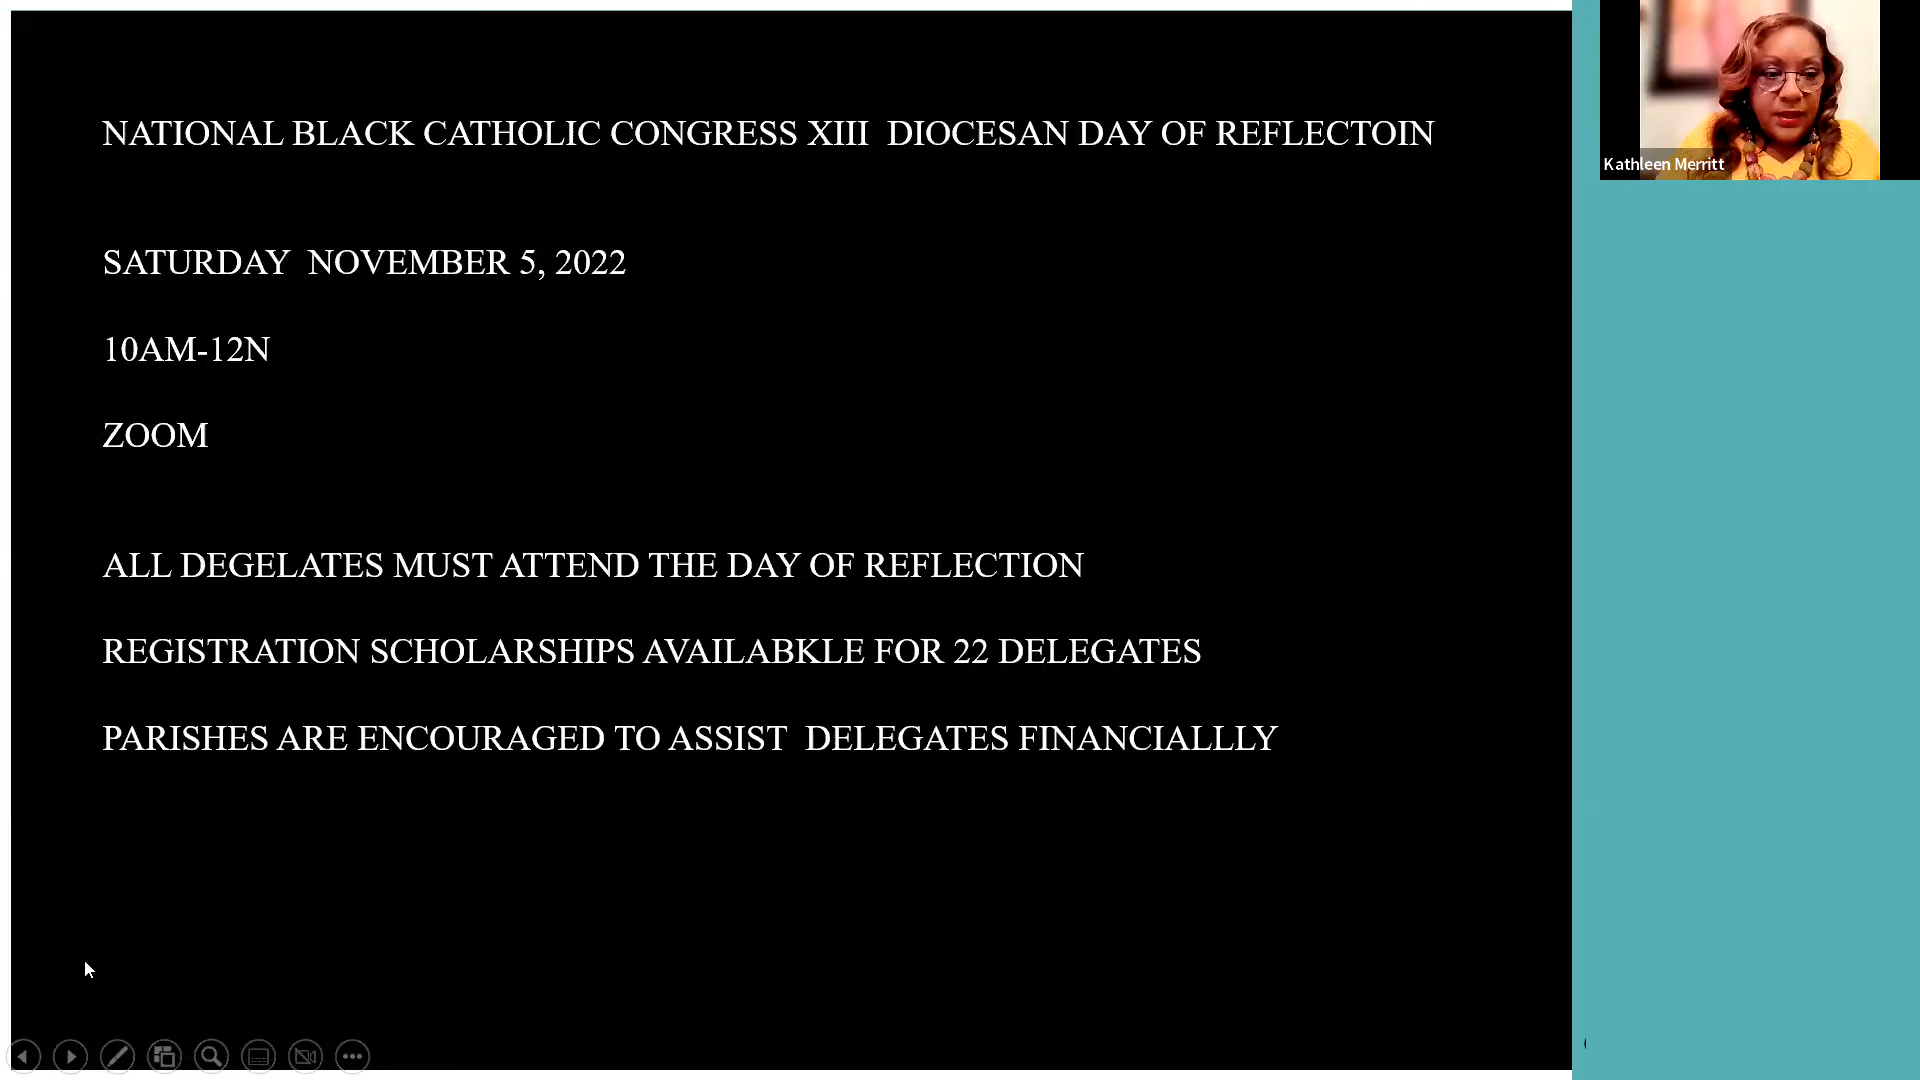 NATIONAL BLACK CATHOLIC CONGRESS XIII  DIOCESAN DAY OF REFLECTOIN
SATURDAY  NOVEMBER 5, 2022
10AM-12N
ZOOM
ALL DEGELATES MUST ATTEND THE DAY OF REFLECTION
REGISTRATION SCHOLARSHIPS AVAILABKLE FOR 22 DELEGATES
PARISHES ARE ENCOURAGED TO ASSIST  DELEGATES FINANCIALLLY
Kathleen Merritt